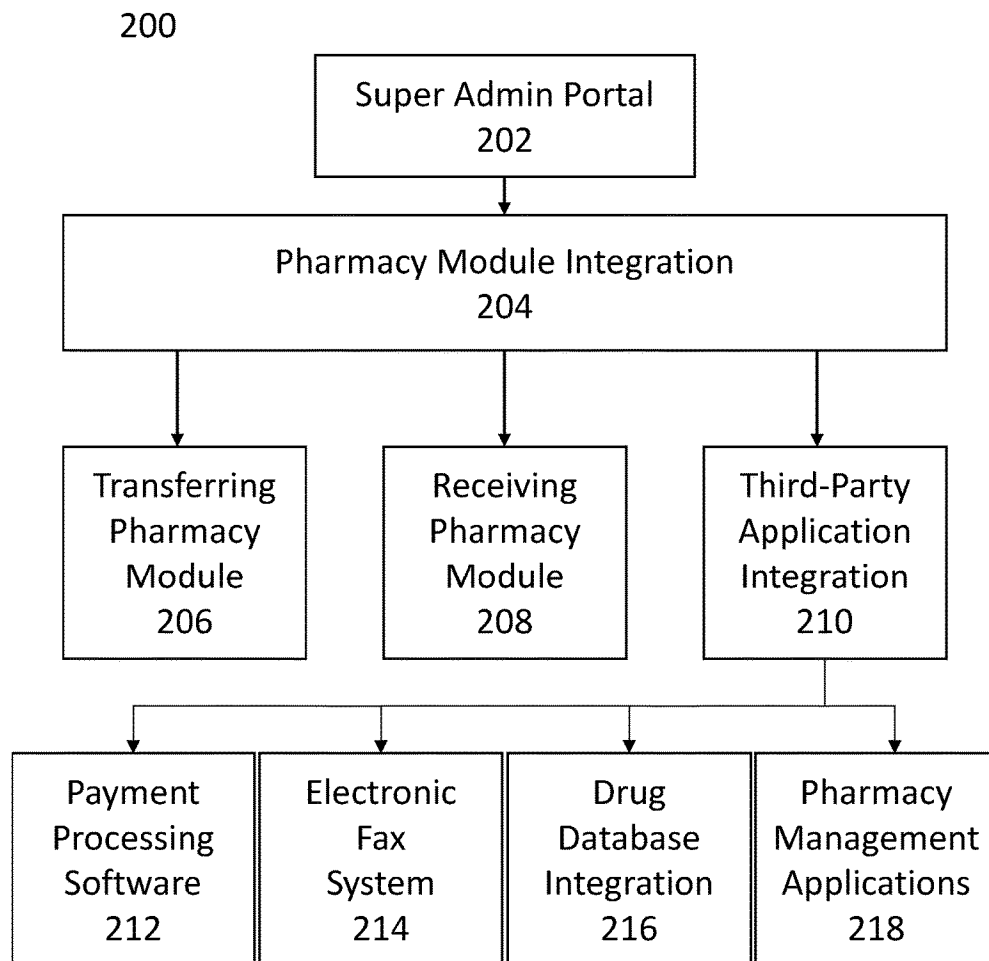 200
Super Admin Portal
202
Pharmacy Module Integration
204
Transferring
Pharmacy
Module
206
Receiving
Pharmacy
Module
208
Third-Party
Application
Integration
210
Payment
Processing
Software
212
Electronic
Fax
System
214
Drug
Database
Integration
216
Pharmacy
Management
Applications
218